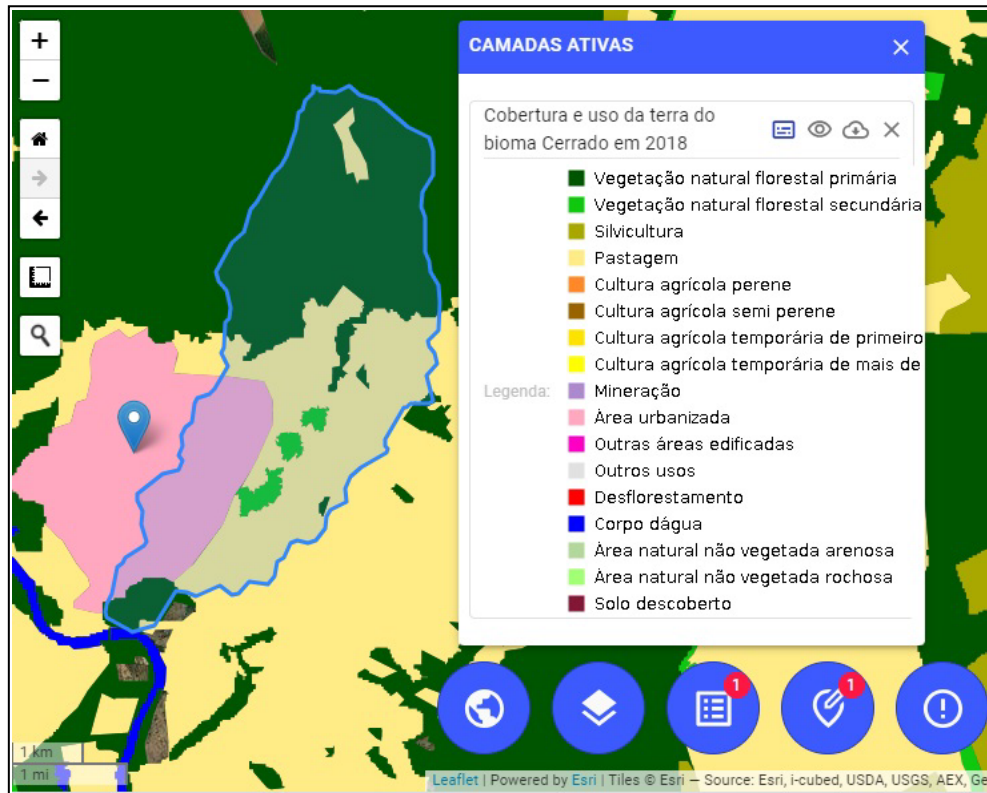 +
−
CAMADAS ATIVAS
Cobertura e uso da terra do
bioma Cerrado em 2018
Legenda:
Vegetação natural florestal primária
Vegetação natural florestal secundária
Silvicultura
Pastagem
Cultura agrícola perene
Cultura agrícola semi perene
Cultura agrícola temporária de primeiro
Cultura agrícola temporária de mais de
Mineração
Área urbanizada
Outras áreas edificadas
Outros usos
Desflorestamento
Corpo dágua
Área natural não vegetada arenosa
Área natural não vegetada rochosa
Solo descoberto
1
1
1 km
1 mi
Leaflet | Powered by Esri | Tiles © Esri — Source: Esri, i-cubed, USDA, USGS, AEX, Ge